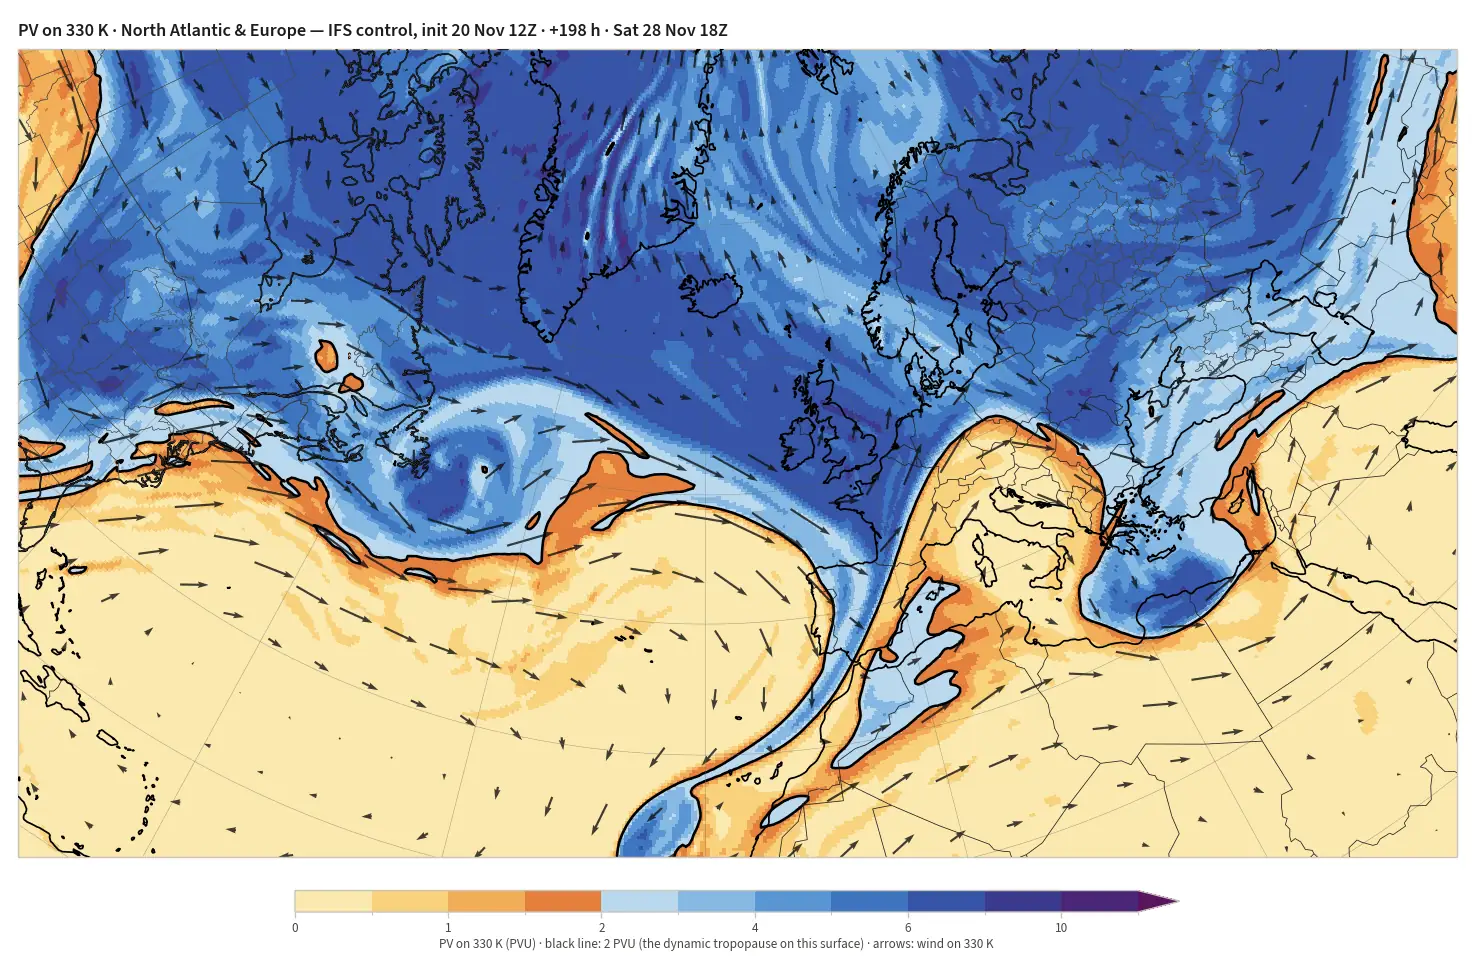 PV on 330 K · North Atlantic & Europe — IFS control, init 20 Nov 12Z · +198 h · Sat 28 Nov 18Z
0 1 2 4 6 10
PV on 330 K (PVU) · black line: 2 PVU (the dynamic tropopause on this surface) · arrows: wind on 330 K